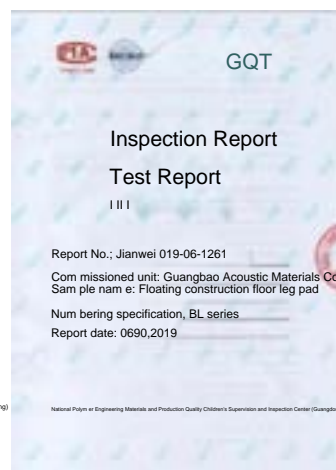 GQT
Inspection Report
Test Report
I II I
Report No.; Jianwei 019-06-1261
Com missioned unit: Guangbao Acoustic Materials Co
Sam ple nam e: Floating construction floor leg pad
Num bering specification, BL series
Report date: 0690,2019
ng)
National Polym er Engineering Materials and Production Quality Children's Supervision and Inspection Center (Guangdo